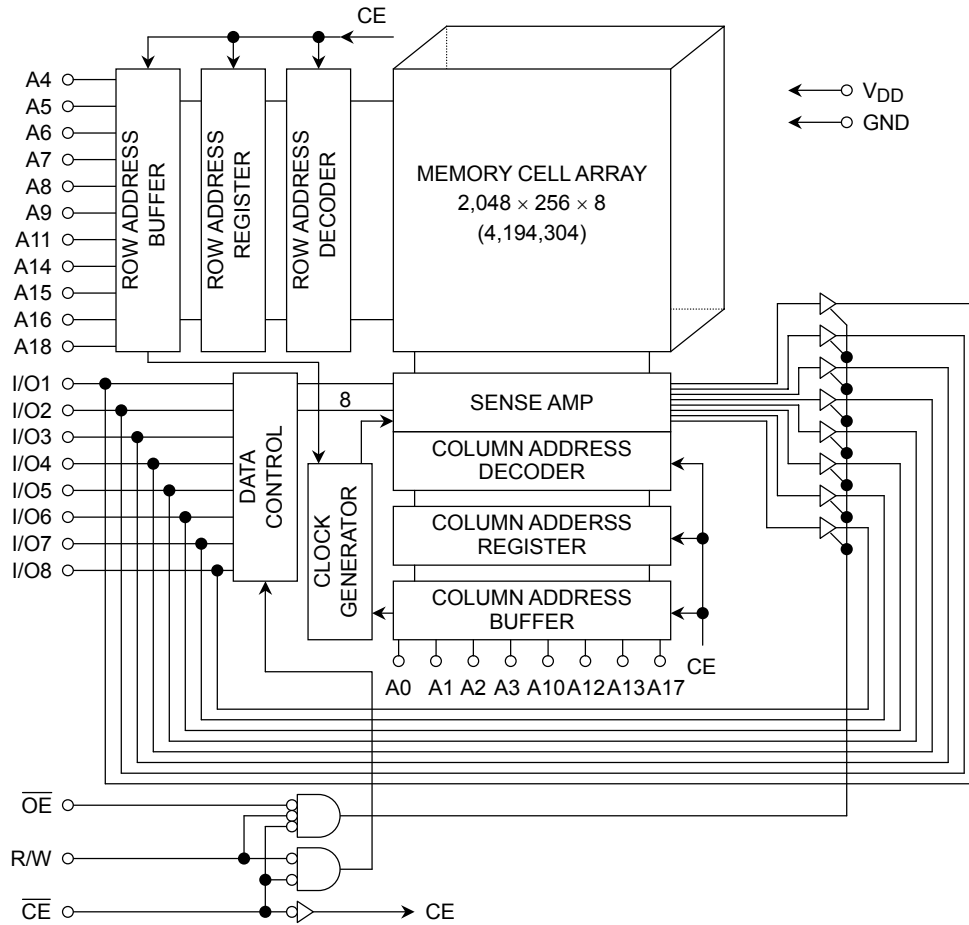 CE
A4
A5
A6
A7
A8
A9
A11
A14
A15
A16
A18
ROW ADDRESS
BUFFER
ROW ADDRESS
REGISTER
ROW ADDRESS
DECODER
MEMORY CELL ARRAY
2,048 × 256 × 8
(4,194,304)
VDD
GND
I/O1
I/O2
I/O3
I/O4
I/O5
I/O6
I/O7
I/O8
DATA
CONTROL
8
CLOCK
GENERATOR
SENSE AMP
COLUMN ADDRESS
DECODER
COLUMN ADDERSS
REGISTER
COLUMN ADDRESS
BUFFER
CE
A0 A1 A2 A3 A10 A12 A13 A17
OE
R/W
CE
CE